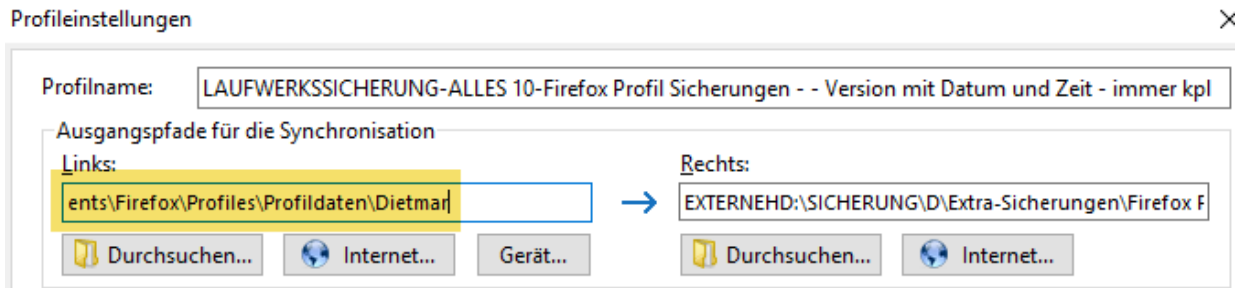 Profileinstellungen
Profilname: LAUFWERKSSICHERUNG-ALLES 10-Firefox Profil Sicherungen - - Version mit Datum und Zeit - immer kpl
Ausgangspfade für die Synchronisation
Links: Rechts:
ents\Firefox\Profiles\Profildaten\Dietmar EXTERNEHD:\SICHERUNG\D\Extra-Sicherungen\Firefox F
Durchsuchen... Internet... Gerät... Durchsuchen... Internet...